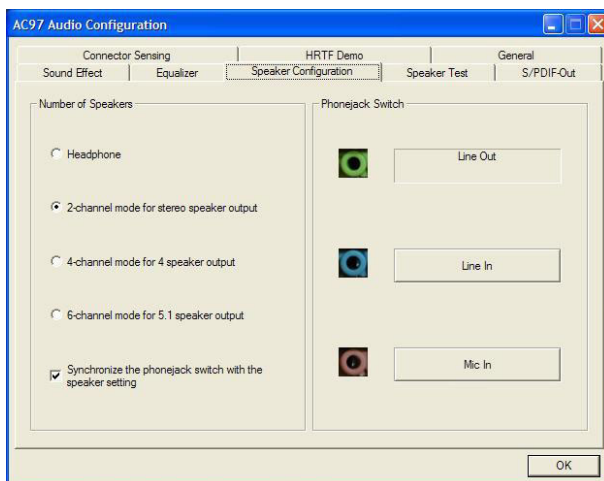 AC97 Audio Configuration
Connector Sensing
HRTF Demo
General
Sound Effect
Equalizer
Speaker Configuration
Speaker Test
S/PDIF-Out
Number of Speakers
Headphone
2-channel mode for stereo speaker output
4-channel mode for 4 speaker output
6-channel mode for 5.1 speaker output
Synchronize the phonejack switch with the
speaker setting
Phonejack Switch
Line Out
Line In
Mic In
OK